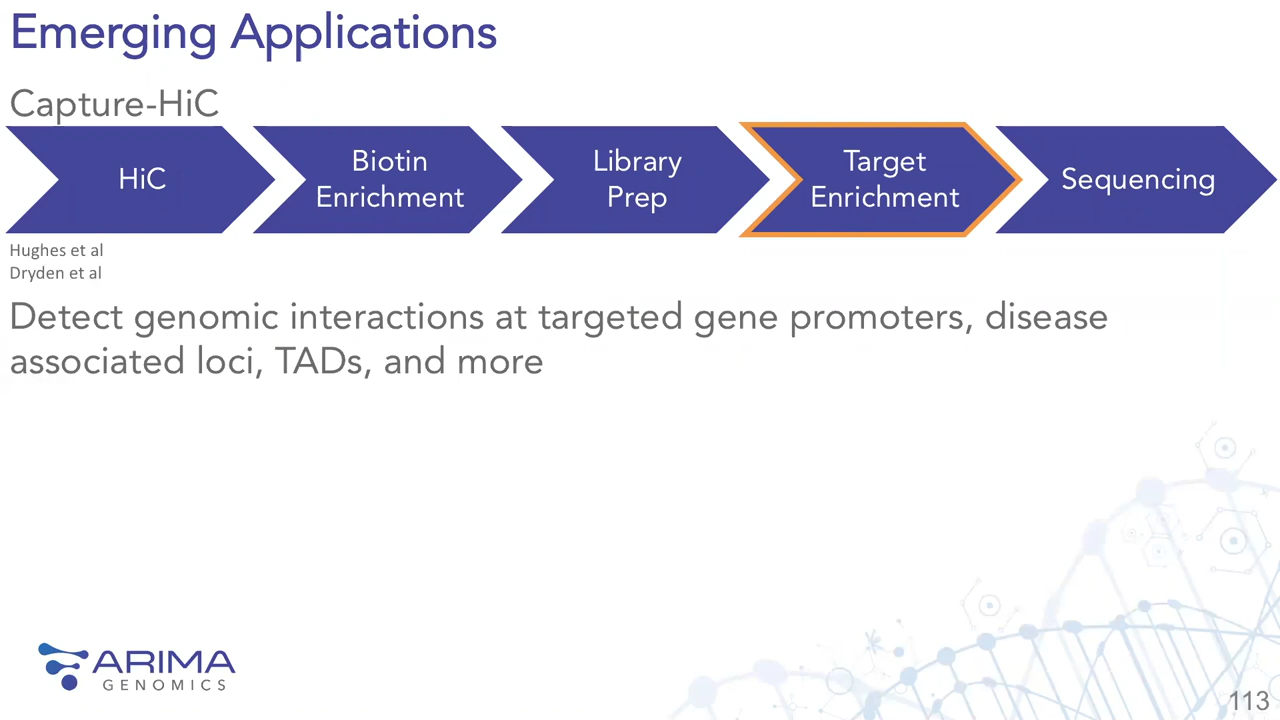 Emerging Applications
Capture-HiC
HiC
Biotin
Enrichment
Library
Prep
Target
Enrichment
Sequencing
Hughes et al
Dryden et al
Detect genomic interactions at targeted gene promoters, disease
associated loci, TADs, and more
ARIMA
GENOMICS
113